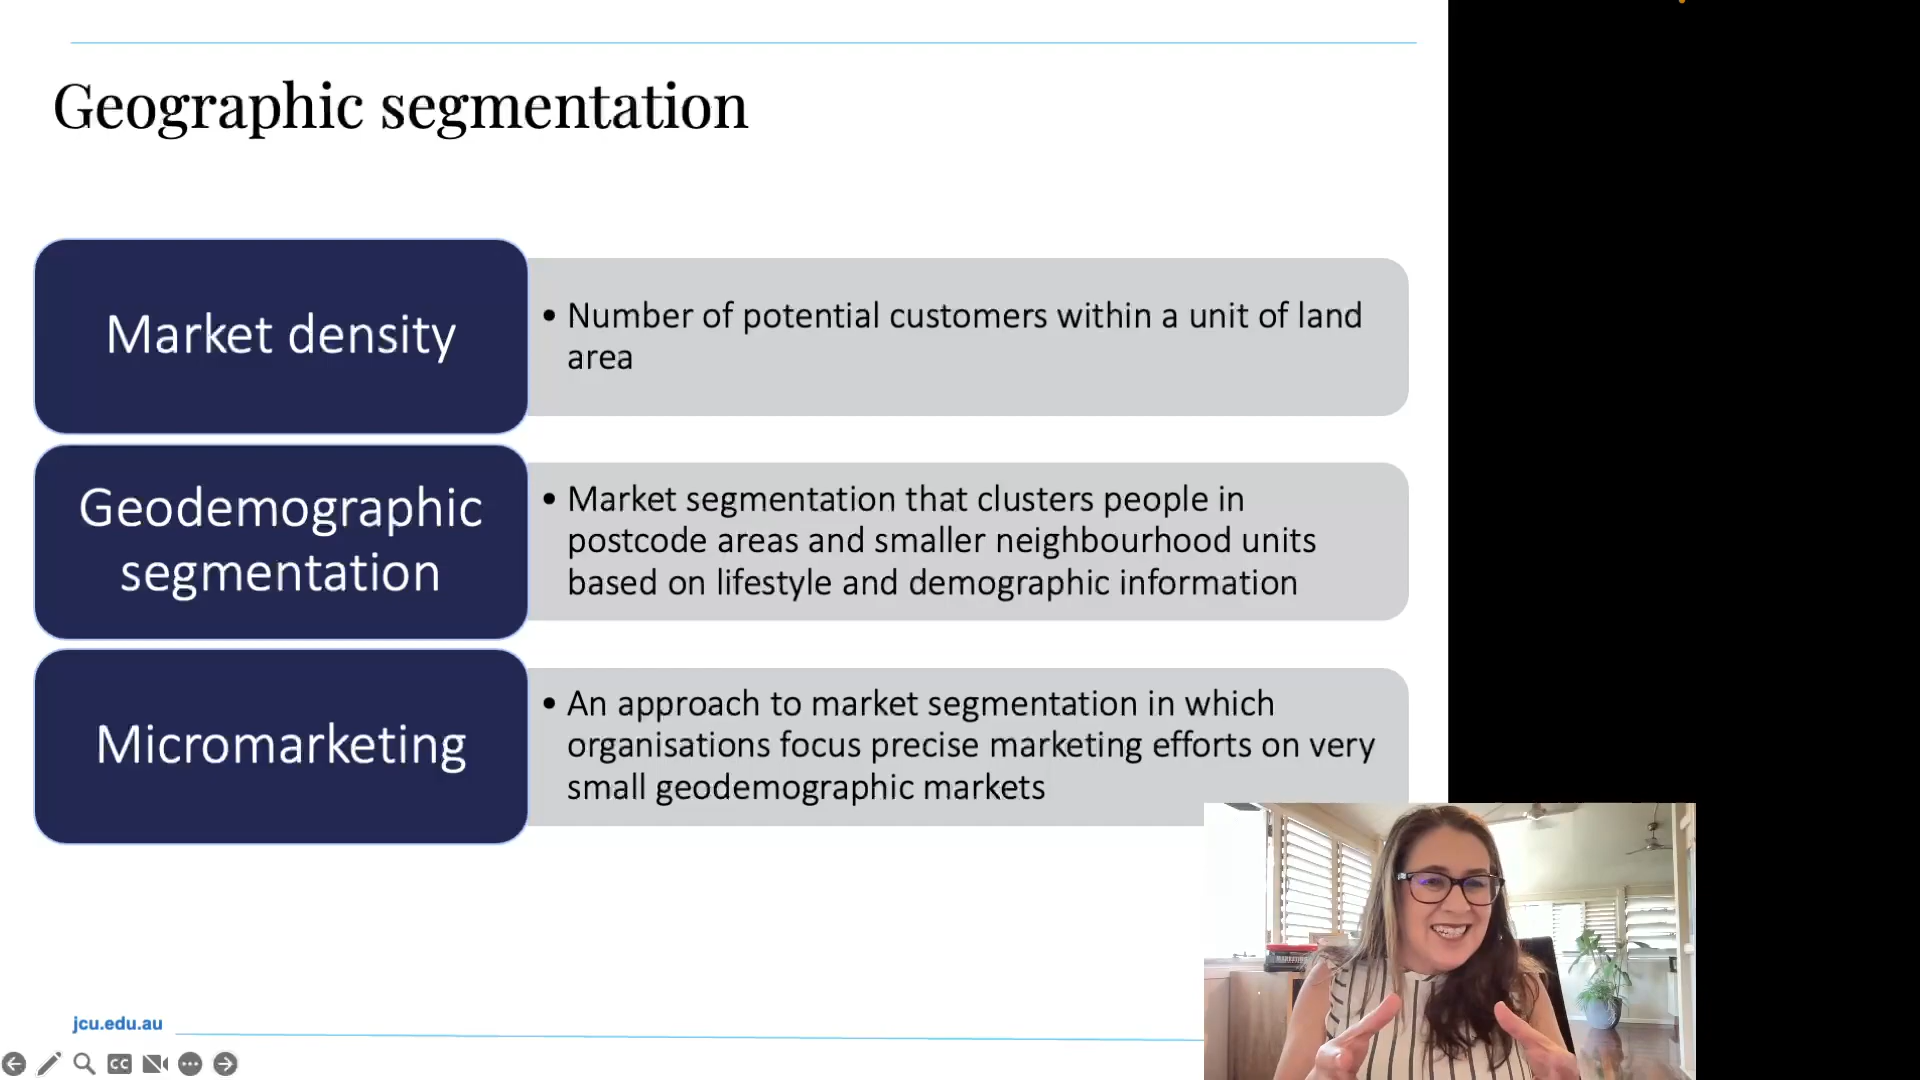 Geographic segmentation
Market density
• Number of potential customers within a unit of land
area
Geodemographic
segmentation
• Market segmentation that clusters people in
postcode areas and smaller neighbourhood units
based on lifestyle and demographic information
Micromarketing
• An approach to market segmentation in which
organisations focus precise marketing efforts on very
small geodemographic markets
jcu.edu.au
CC